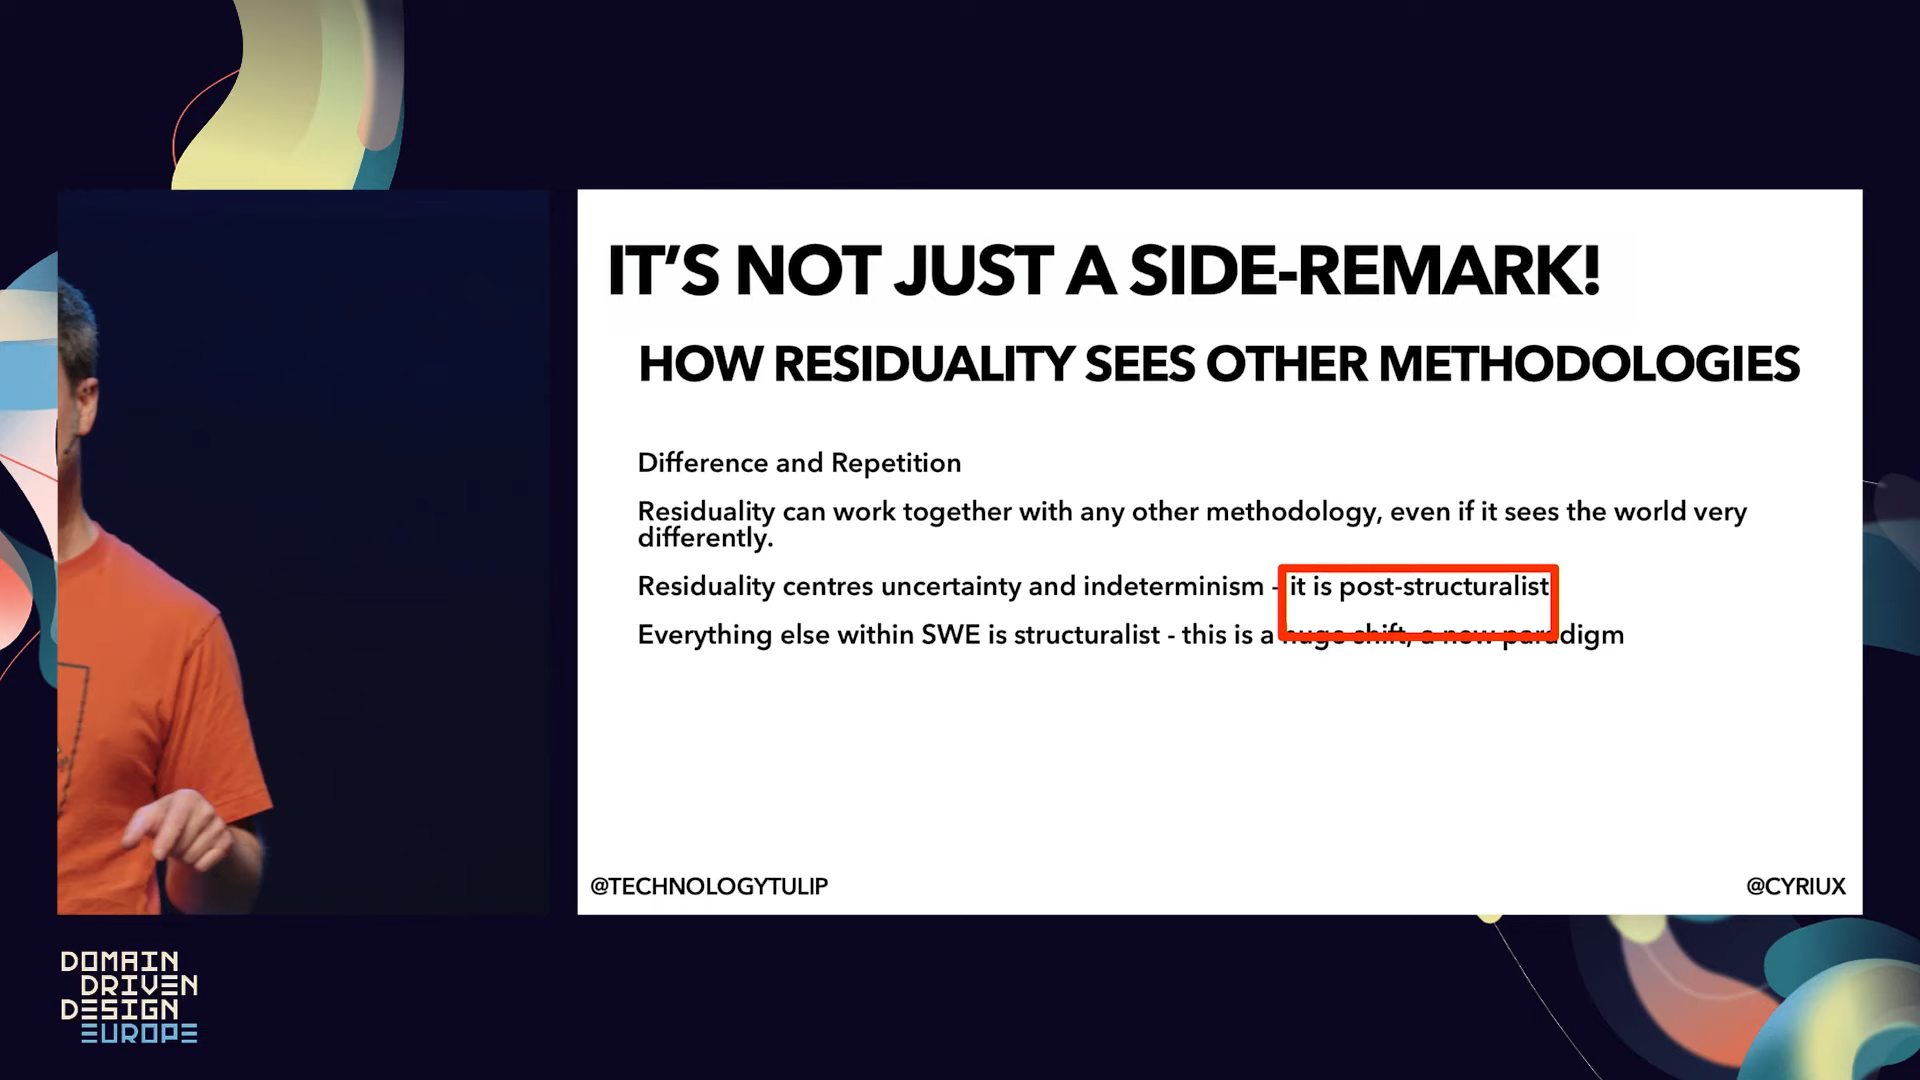 IT'S NOT JUST A SIDE-REMARK!
HOW RESIDUALITY SEES OTHER METHODOLOGIES
Difference and Repetition
Residuality can work together with any other methodology, even if it sees the world very
differently.
Residuality centres uncertainty and indeterminism - it is post-structuralist
Everything else within SWE is structuralist - this is a huge shift, a new paradigm
@TECHNOLOGYTULIP
@CYRIUX
DOMAIN
DRIVEN
DESIGN
EUROPE